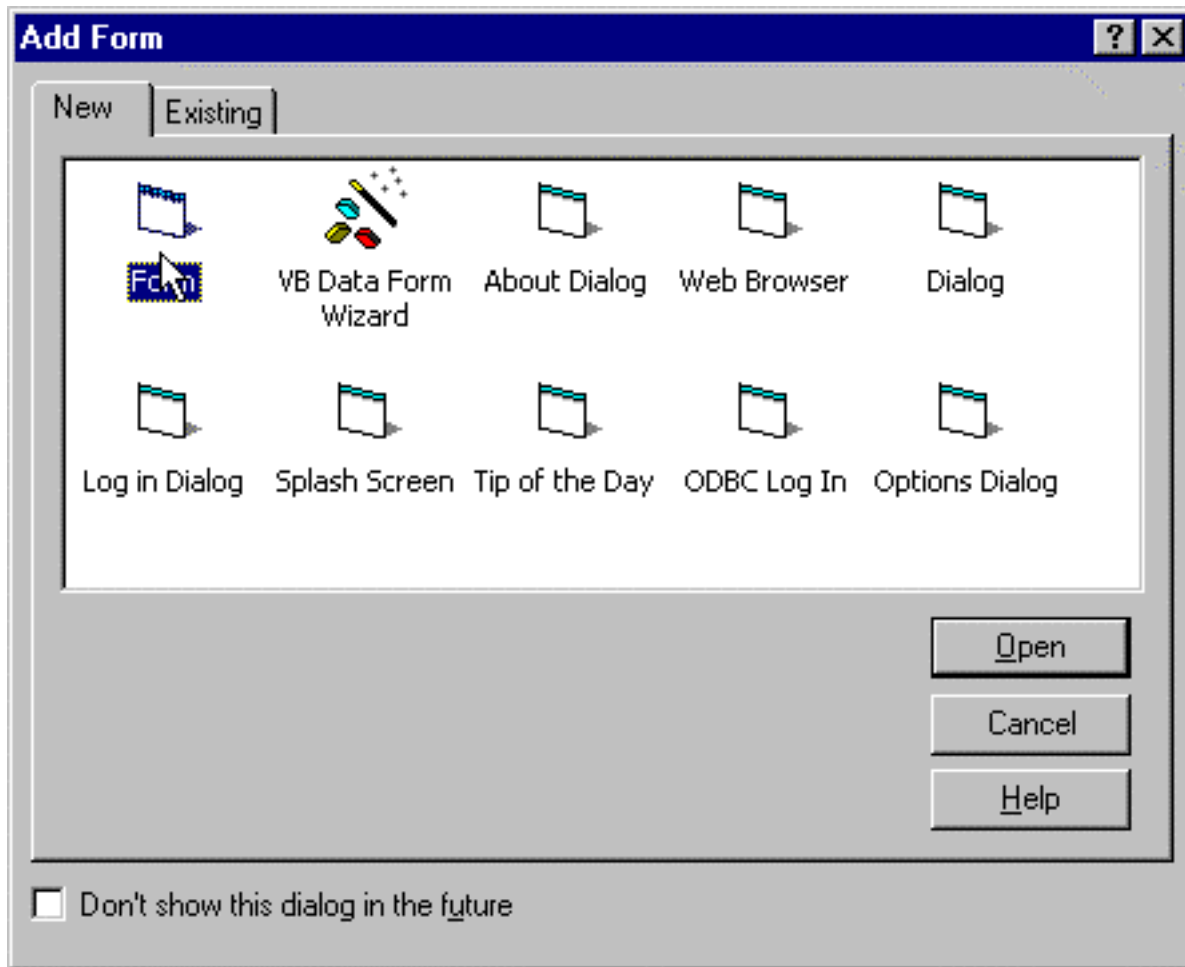 Add Form
?
New
Existing
Form
VB Data Form
Wizard
About Dialog
Web Browser
Dialog
Log in Dialog
Splash Screen
Tip of the Day
ODBC Log In
Options Dialog
Open
Cancel
Help
Don't show this dialog in the future